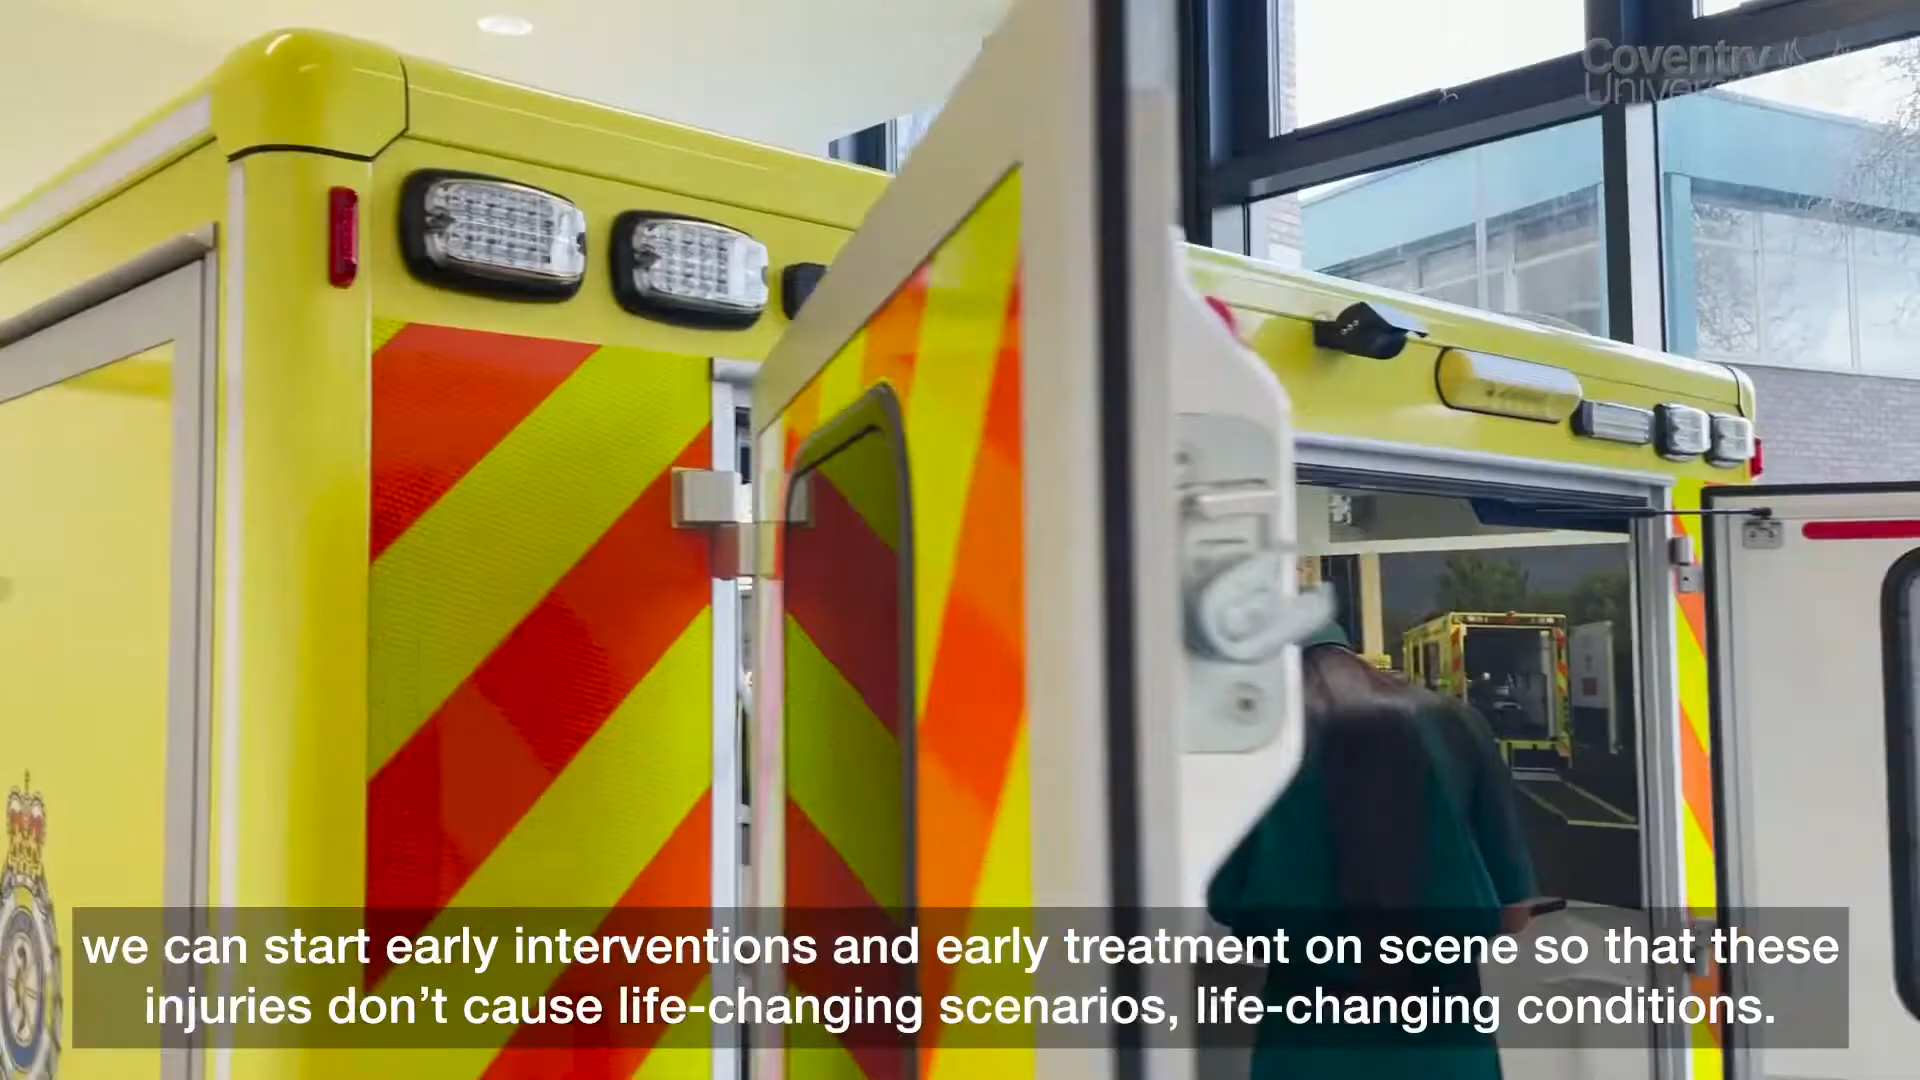 Coventry
University
we can start early interventions and early treatment on scene so that these
injuries don’t cause life-changing scenarios, life-changing conditions.